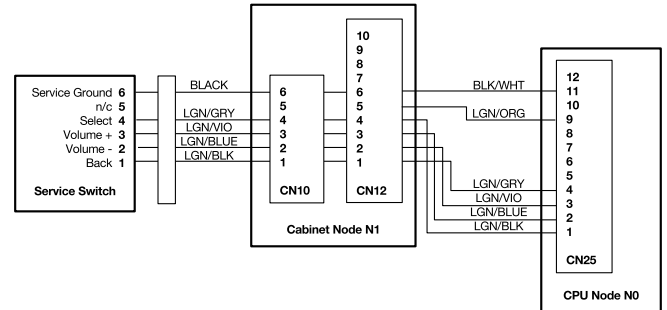 Service Ground 6
n/c 5
Select 4
Volume + 3
Volume - 2
Back 1
Service Switch
BLACK
LGN/GRY
LGN/VIO
LGN/BLUE
LGN/BLK
6
5
4
3
2
1
CN10
10
9
8
7
6
5
4
3
2
1
CN12
Cabinet Node N1
BLK/WHT
LGN/ORG
LGN/GRY
LGN/VIO
LGN/BLUE
LGN/BLK
12
11
10
9
8
7
6
5
4
3
2
1
CN25
CPU Node N0